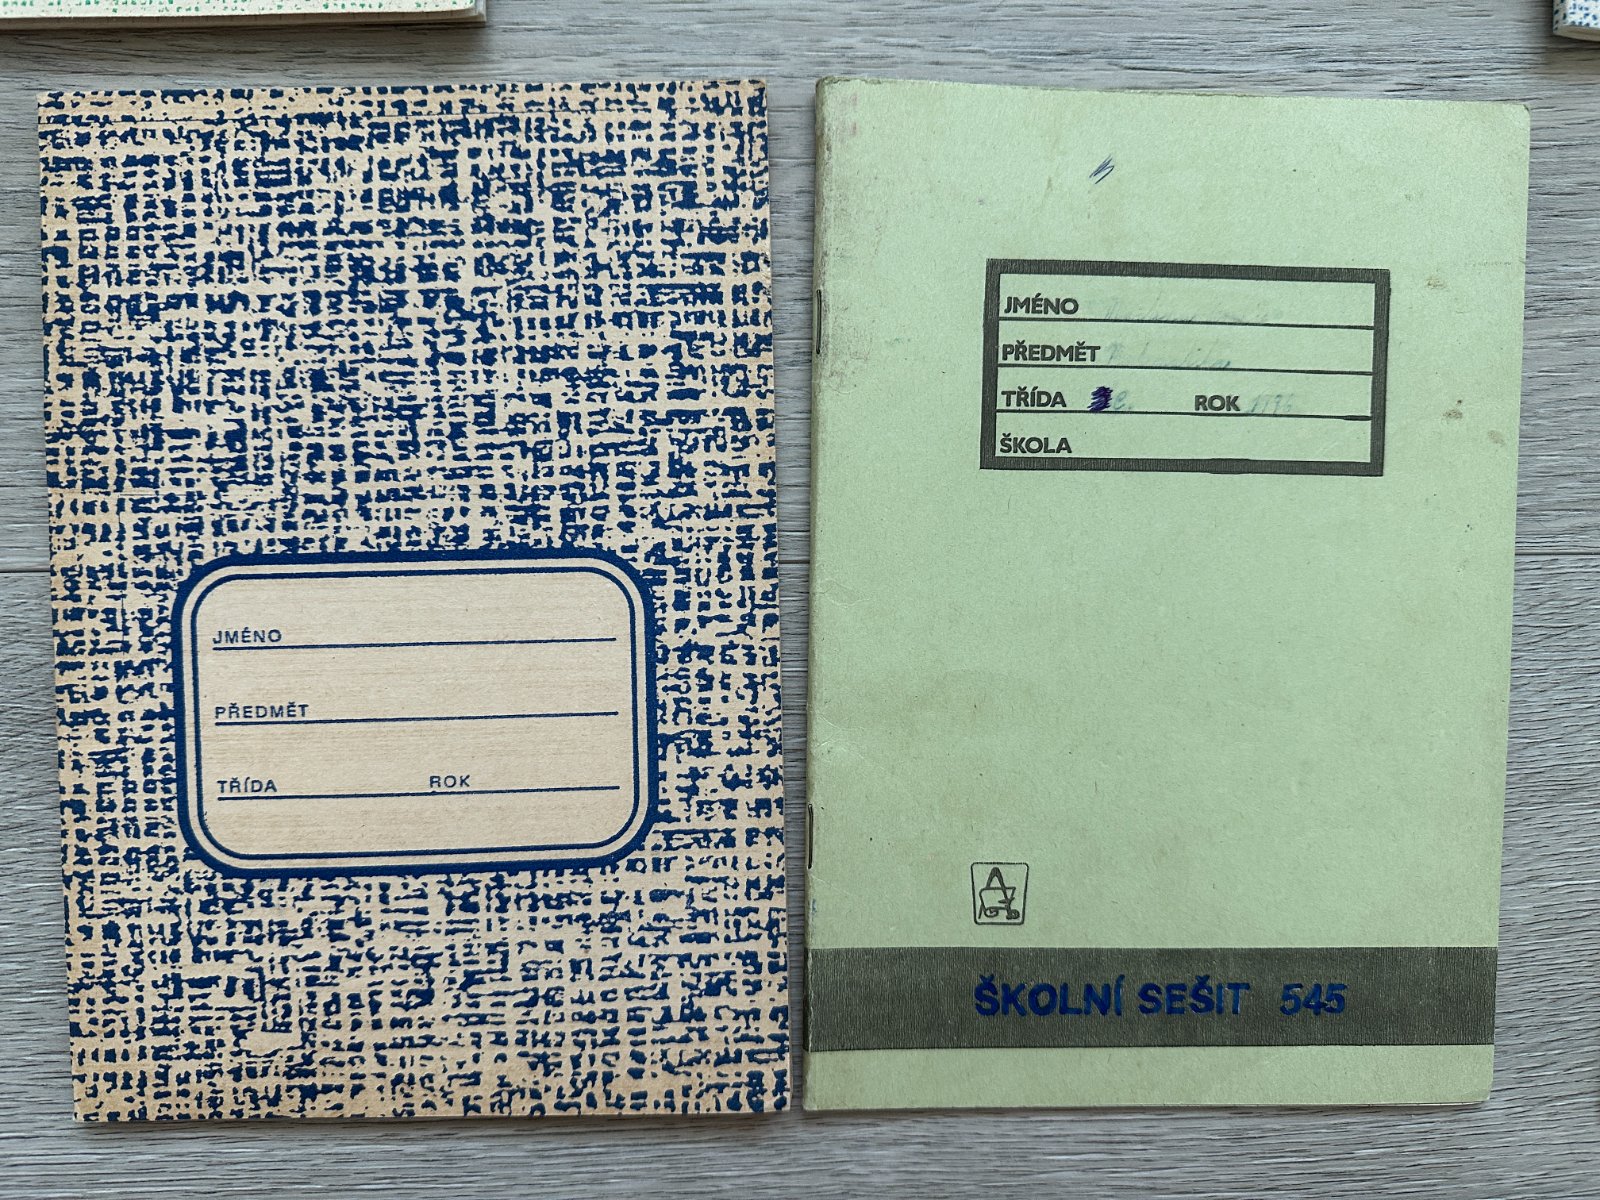 JMÉNO
PŘEDMĚT
TŘÍDA ROK
JMÉNO
PŘEDMĚT
TŘÍDA ROK
ŠKOLA
ŠKOLNÍ SEŠIT 545